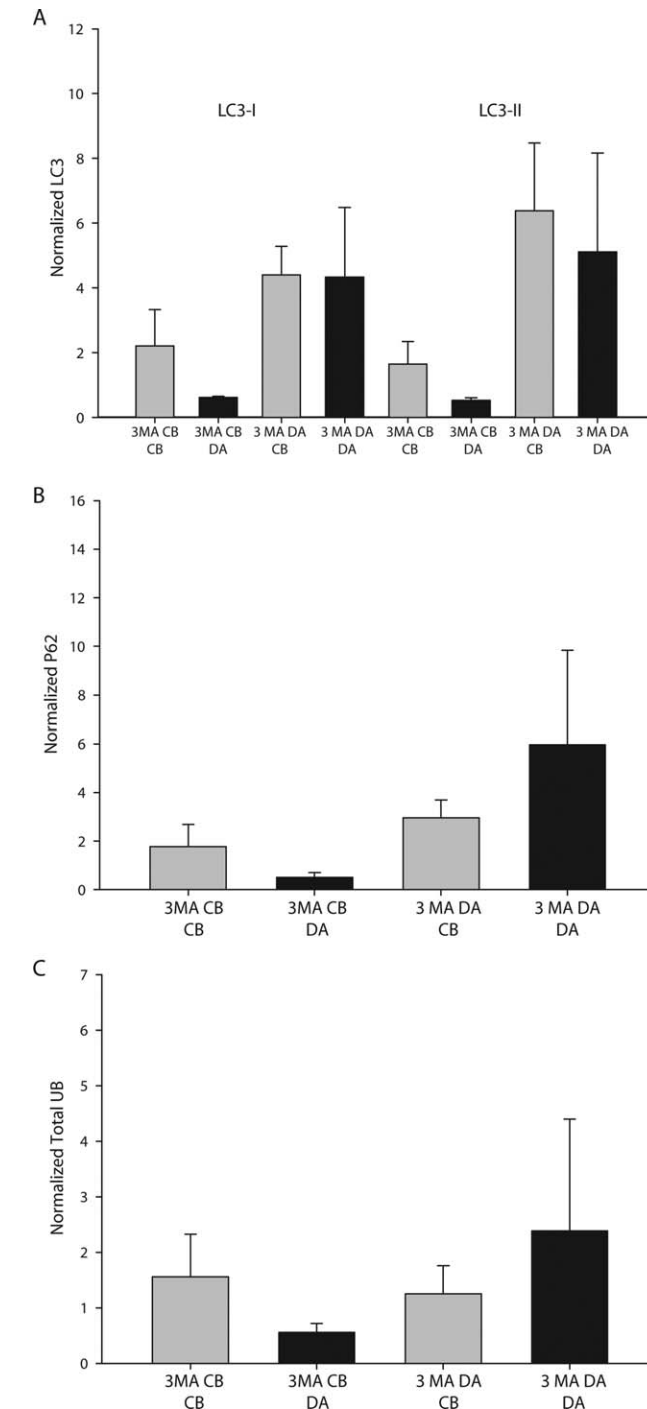 A
12
10
8
6
4
2
0
Normalized LC3
LC3-I
LC3-II
3MA CB 3MA CB 3 MA DA 3 MA DA 3MA CB 3MA CB 3 MA DA 3 MA DA
CB DA CB DA CB DA CB DA
B
16
14
12
10
8
6
4
2
0
Normalized P62
3MA CB 3MA CB 3 MA DA 3 MA DA
CB DA CB DA
C
7
6
5
4
3
2
1
0
Normalized Total UB
3MA CB 3MA CB 3 MA DA 3 MA DA
CB DA CB DA